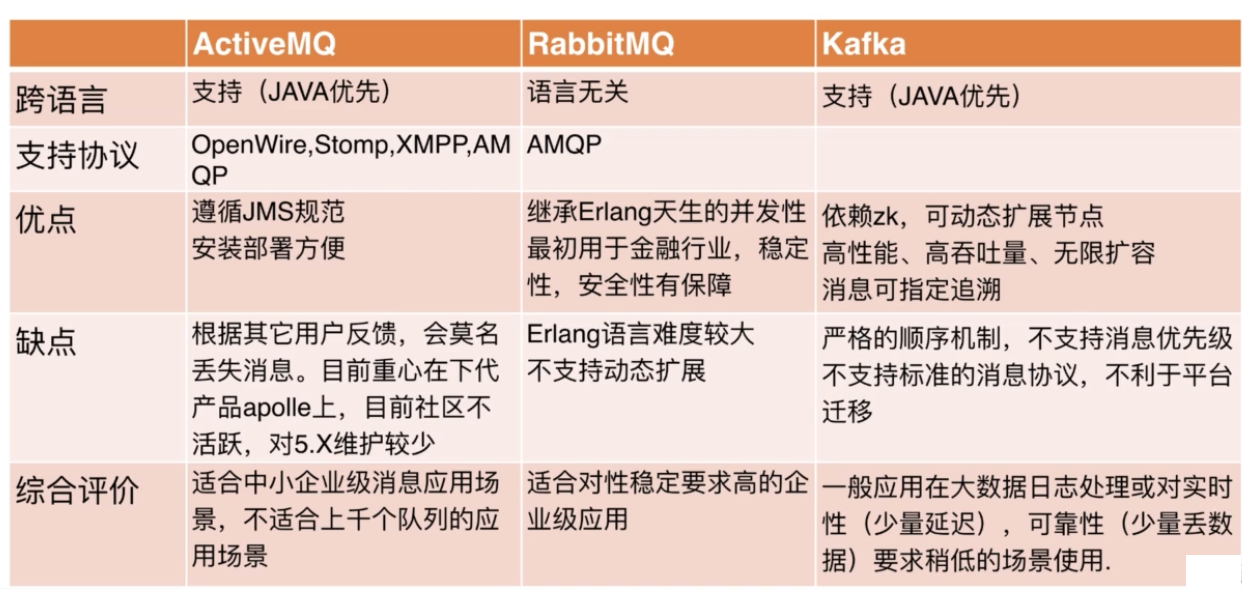 ActiveMQ RabbitMQ Kafka
跨语言 支持（JAVA优先） 语言无关 支持（JAVA优先）
支持协议 OpenWire,Stomp,XMPP,AM
QP
AMQP
优点
遵循JMS规范
安装部署方便
继承Erlang天生的并发性
最初用于金融行业，稳定
性，安全性有保障
依赖zk，可动态扩展节点
高性能、高吞吐量、无限扩容
消息可指定追溯
缺点
根据其它用户反馈，会莫名
丢失消息。目前重心在下代
产品apolle上，目前社区不
活跃，对5.X维护较少
Erlang语言难度较大
不支持动态扩展
严格的顺序机制，不支持消息优先级
不支持标准的消息协议，不利于平台
迁移
综合评价
适合中小企业级消息应用场
景，不适合上千个队列的应
用场景
适合对性稳定要求高的企
业级应用
一般应用在大数据日志处理或对实时
性（少量延迟），可靠性（少量丢数
据）要求稍低的场景使用.